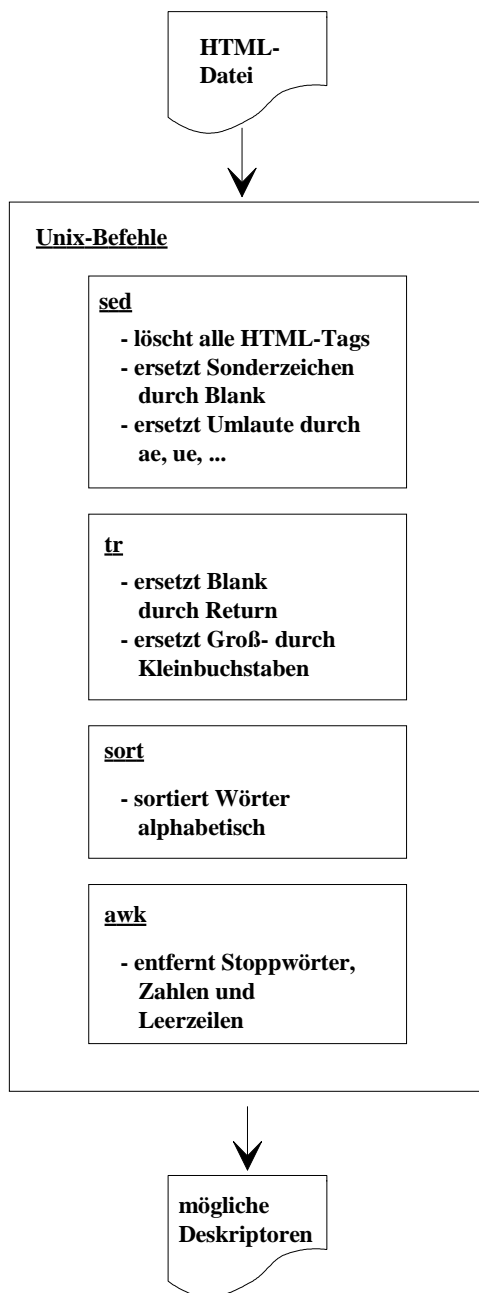 HTML-
Datei
Unix-Befehle
sed
- löscht alle HTML-Tags
- ersetzt Sonderzeichen
durch Blank
- ersetzt Umlaute durch
ae, ue, ...
tr
- ersetzt Blank
durch Return
- ersetzt Groß- durch
Kleinbuchstaben
sort
- sortiert Wörter
alphabetisch
awk
- entfernt Stoppwörter,
Zahlen und
Leerzeilen
mögliche
Deskriptoren